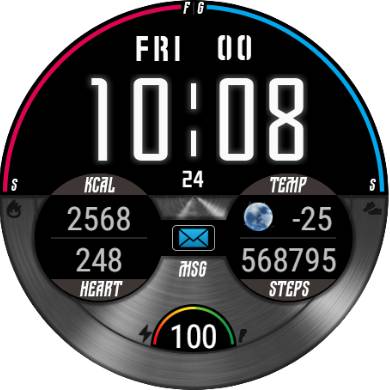 F G
FRI 00
10:08
S 24 S
KCAL TEMP
2568 -25
248 568795
MSG
HEART STEPS
100 F